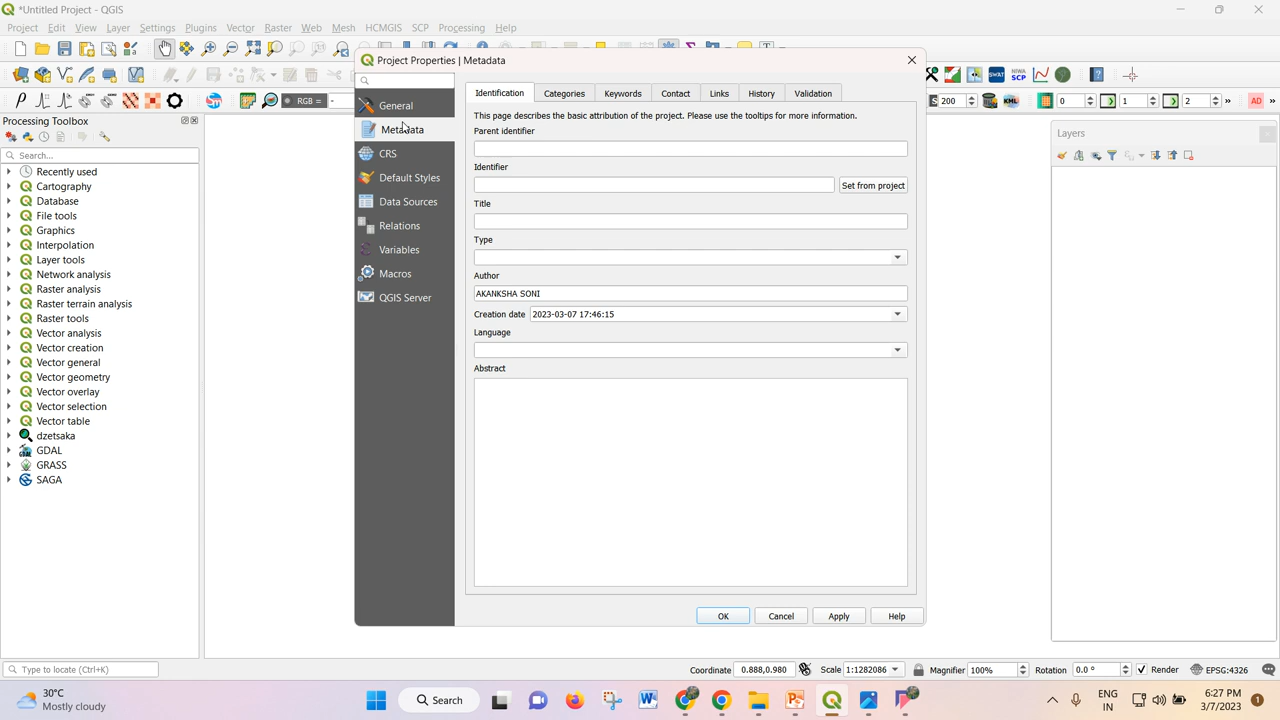 *Untitled Project - QGIS
Project Edit View Layer Settings Plugins Vector Raster Web Mesh HCMGIS SCP Processing Help
Project Properties | Metadata
General
Metadata
CRS
Default Styles
Data Sources
Relations
Variables
Macros
QGIS Server
Identification Categories Keywords Contact Links History Validation
This page describes the basic attribution of the project. Please use the tooltips for more information.
Parent identifier
Identifier
Set from project
Title
Type
Author
AKANKSHA SONI
Creation date 2023-03-07 17:46:15
Language
Abstract
OK Cancel Apply Help
RGB =
NIWA SCP SWAT
S 200 KML 0 1 2 » AD »
Processing Toolbox
Search...
Recently used
Cartography
Database
File tools
Graphics
Interpolation
Layer tools
Network analysis
Raster analysis
Raster terrain analysis
Raster tools
Vector analysis
Vector creation
Vector general
Vector geometry
Vector overlay
Vector selection
Vector table
dzetsaka
GDAL
GRASS
SAGA
Layers
Type to locate (Ctrl+K)
Coordinate 0.888,0.980 Scale 1:1282086 Magnifier 100% Rotation 0.0 ° Render EPSG:4326
30°C
Mostly cloudy
Search
ENG
IN
6:27 PM
3/7/2023
1